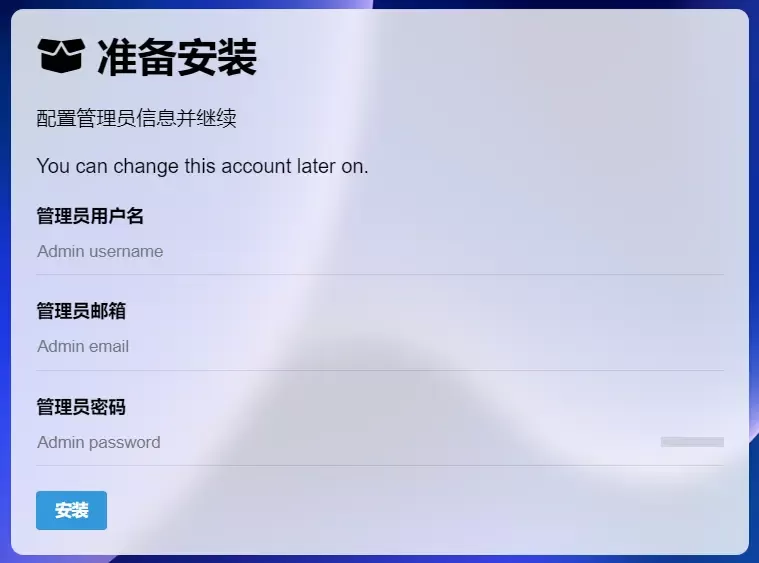 准备安装
配置管理员信息并继续
You can change this account later on.
管理员用户名
Admin username
管理员邮箱
Admin email
管理员密码
Admin password
安装